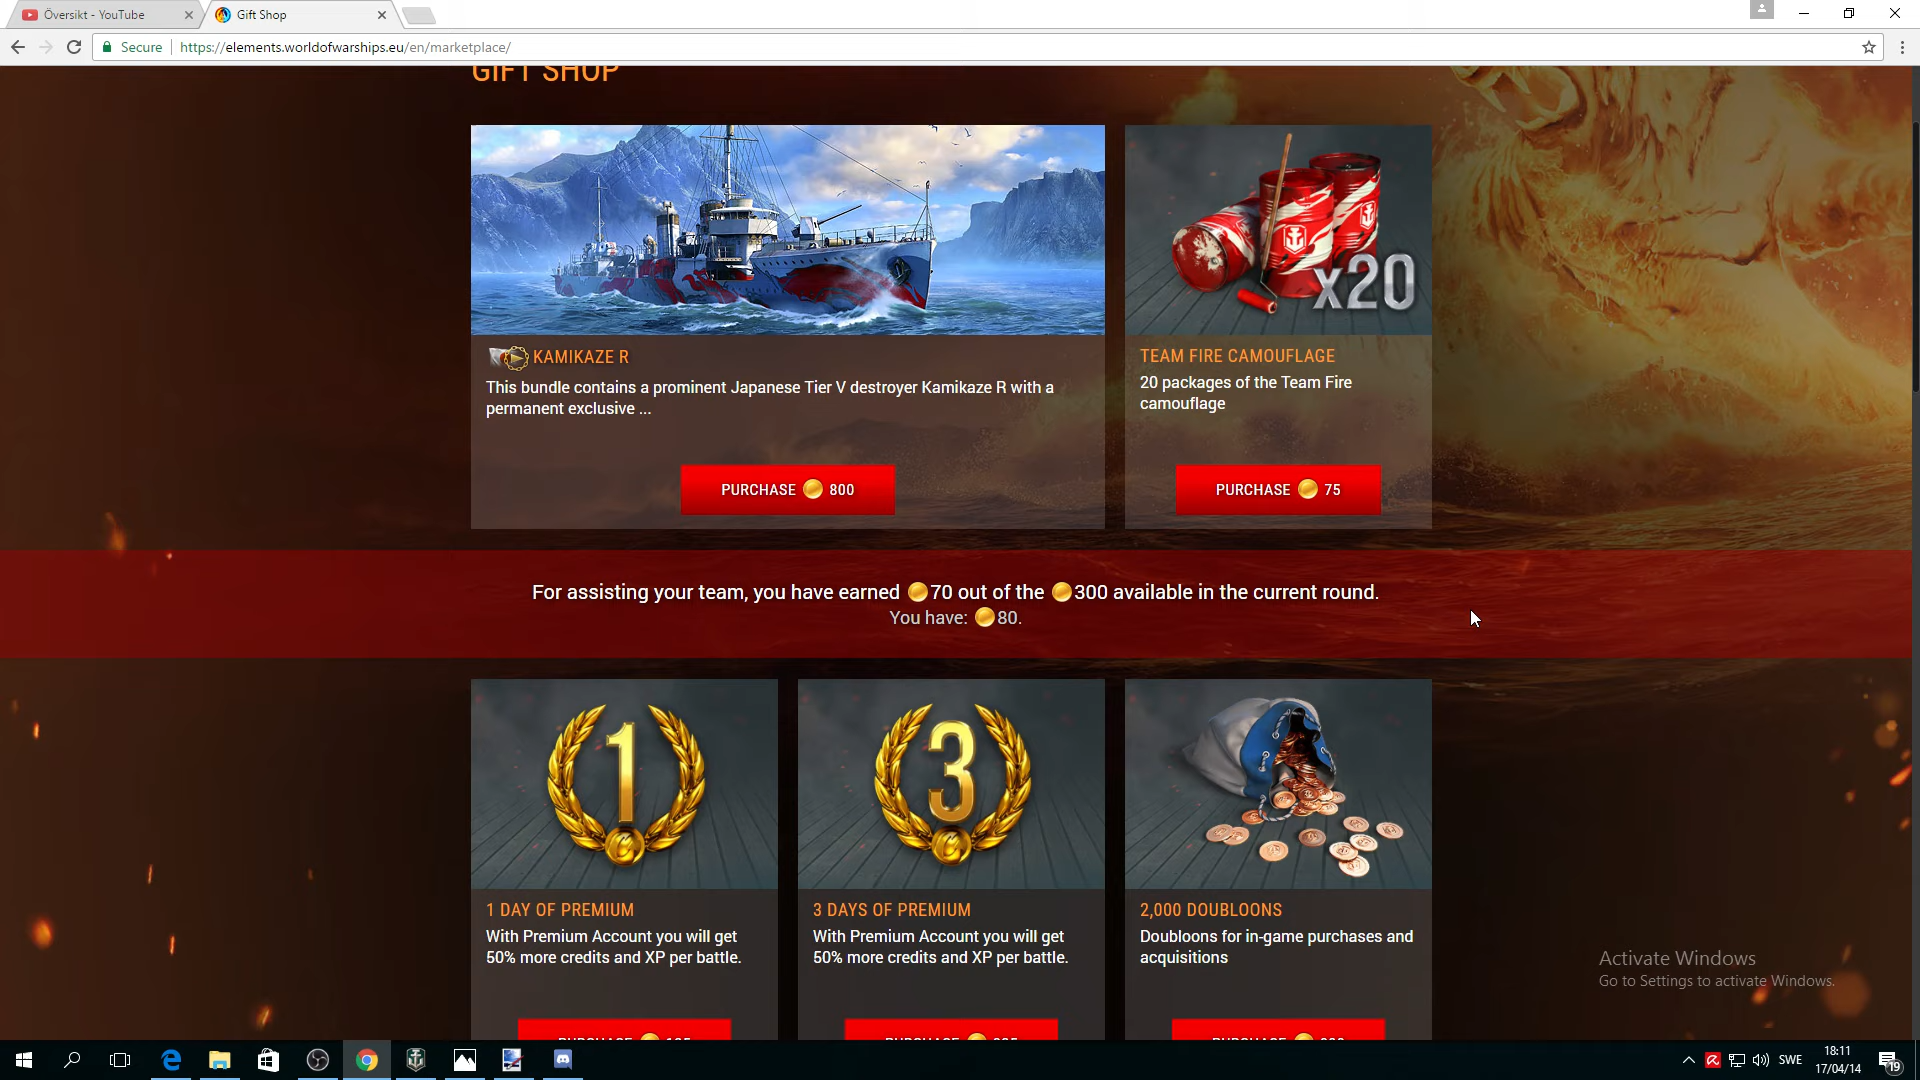 Översikt - YouTube
Gift Shop
Secure
https://elements.worldofwarships.eu/en/marketplace/
GIFT SHOP
x20
KAMIKAZE R
This bundle contains a prominent Japanese Tier V destroyer Kamikaze R with a
permanent exclusive ...
PURCHASE 800
TEAM FIRE CAMOUFLAGE
20 packages of the Team Fire
camouflage
PURCHASE 75
For assisting your team, you have earned 70 out of the 300 available in the current round.
You have: 80.
1
1 DAY OF PREMIUM
With Premium Account you will get
50% more credits and XP per battle.
3
3 DAYS OF PREMIUM
With Premium Account you will get
50% more credits and XP per battle.
2,000 DOUBLOONS
Doubloons for in-game purchases and
acquisitions
PURCHASE
PURCHASE
PURCHASE
Activate Windows
Go to Settings to activate Windows.
SWE
18:11
17/04/14
19